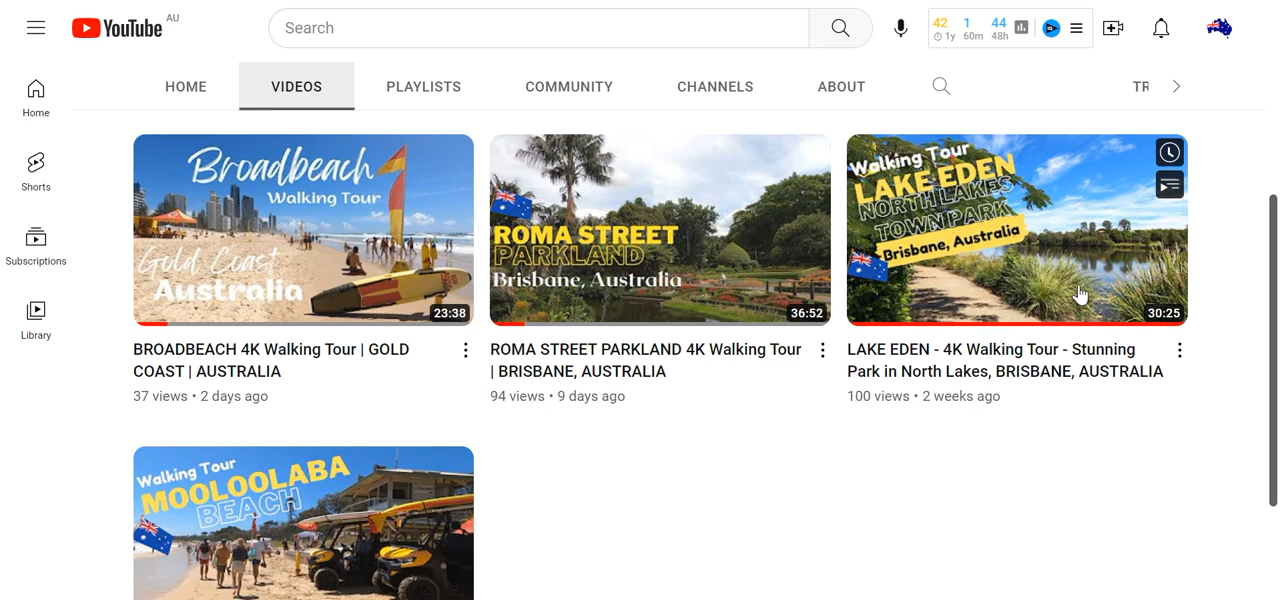 YouTube AU
Search
42 1 44
1y 60m 48h
Home
Shorts
Subscriptions
Library
HOME VIDEOS PLAYLISTS COMMUNITY CHANNELS ABOUT TR
Broadbeach
Walking Tour
Gold Coast
Australia
23:38
BROADBEACH 4K Walking Tour | GOLD
COAST | AUSTRALIA
37 views • 2 days ago
ROMA STREET
PARKLAND
Brisbane, Australia
36:52
ROMA STREET PARKLAND 4K Walking Tour
| BRISBANE, AUSTRALIA
94 views • 9 days ago
Walking Tour
LAKE EDEN
NORTH LAKES
TOWN PARK
Brisbane, Australia
30:25
LAKE EDEN - 4K Walking Tour - Stunning
Park in North Lakes, BRISBANE, AUSTRALIA
100 views • 2 weeks ago
Walking Tour
MOOLOOLABA
BEACH